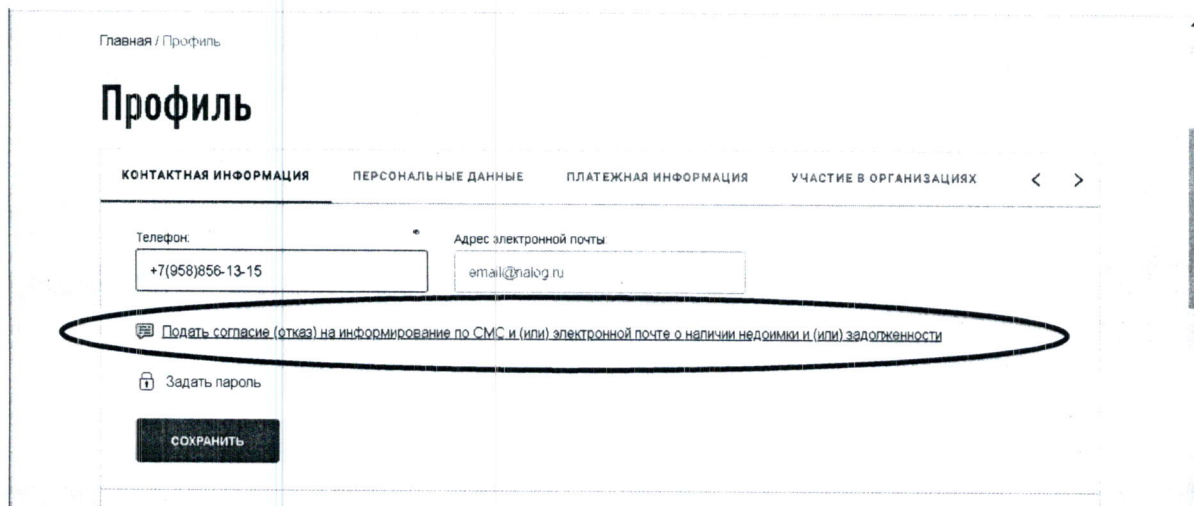 Главная / Профиль
Профиль
КОНТАКТНАЯ ИНФОРМАЦИЯ ПЕРСОНАЛЬНЫЕ ДАННЫЕ ПЛАТЕЖНАЯ ИНФОРМАЦИЯ УЧАСТИЕ В ОРГАНИЗАЦИЯХ < >
Телефон: Адрес электронной почты:
+7(958)856-13-15 email@nalog.ru
Подать согласие (отказ) на информирование по СМС и (или) электронной почте о наличии недоимки и (или) задолженности
Задать пароль
СОХРАНИТЬ